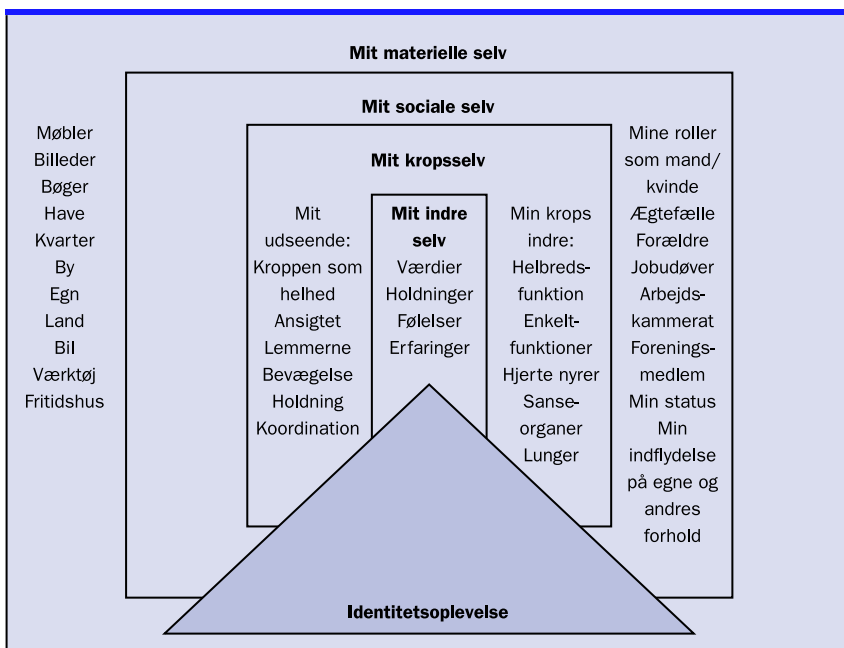 Mit materielle selv
Mit sociale selv
Mit kropsselv
Møbler
Billeder
Bøger
Have
Kvarter
By
Egn
Land
Bil
Værktøj
Fritidshus
Mit
udseende:
Kroppen som
helhed
Ansigtet
Lemmerne
Bevægelse
Holdning
Koordination
Mit indre
selv
Værdier
Holdninger
Følelser
Erfaringer
Min krops
indre:
Helbreds-
funktion
Enkelt-
funktioner
Hjerte nyrer
Sanse-
organer
Lunger
Mine roller
som mand/
kvinde
Ægtefælle
Forældre
Jobudøver
Arbejds-
kammerat
Forenings-
medlem
Min status
Min
indflydelse
på egne og
andres
forhold
Identitetsoplevelse